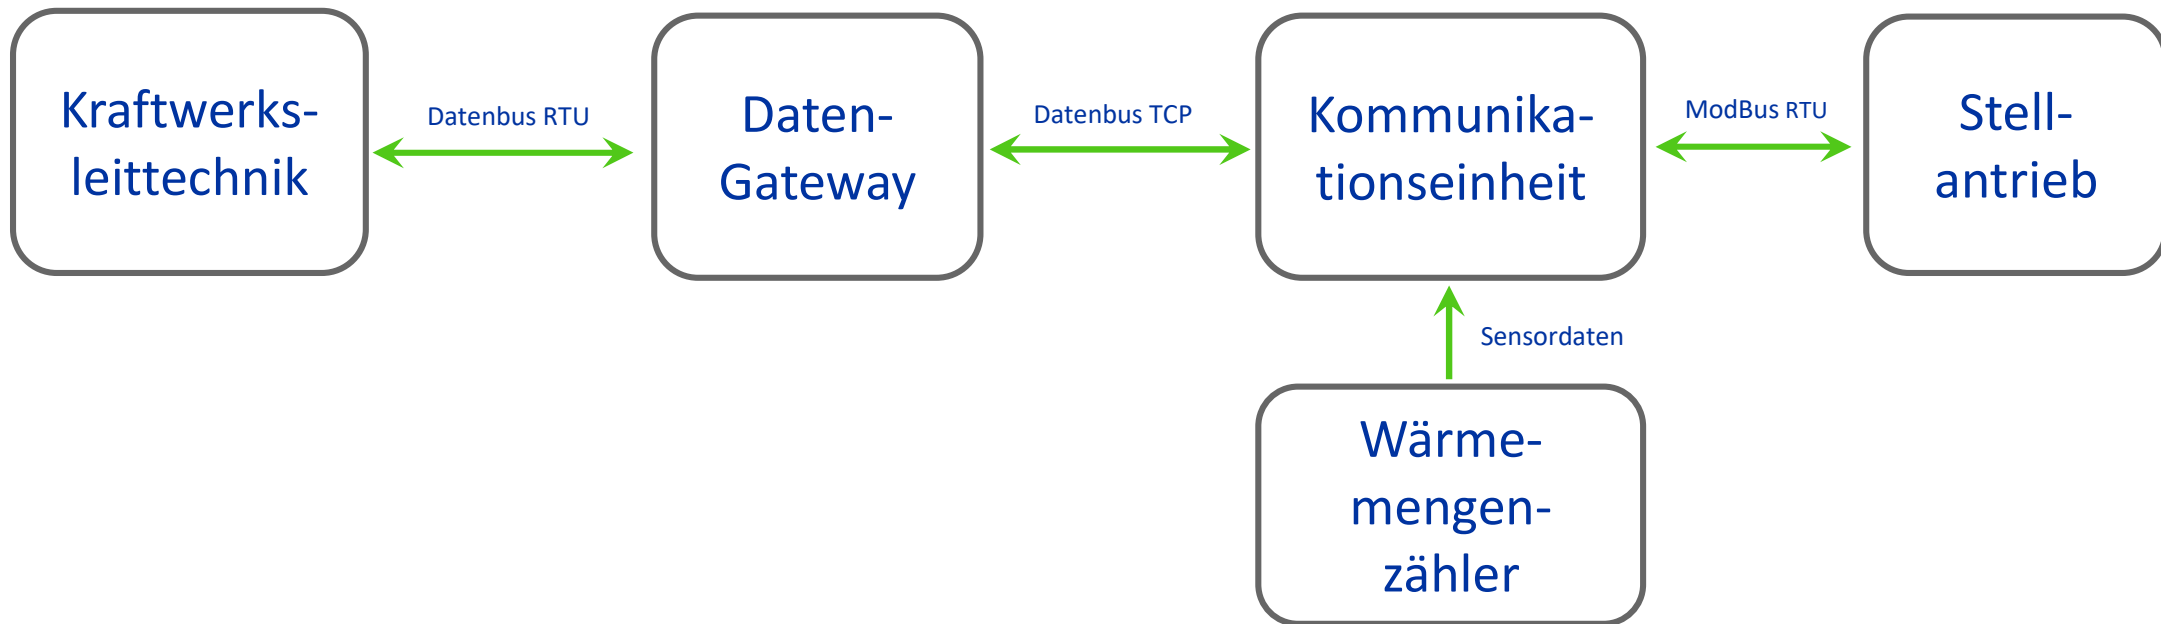 Kraftwerks-
leittechnik
Datenbus RTU
Daten-
Gateway
Datenbus TCP
Kommunika-
tionseinheit
ModBus RTU
Stell-
antrieb
Sensordaten
Wärme-
mengen-
zähler